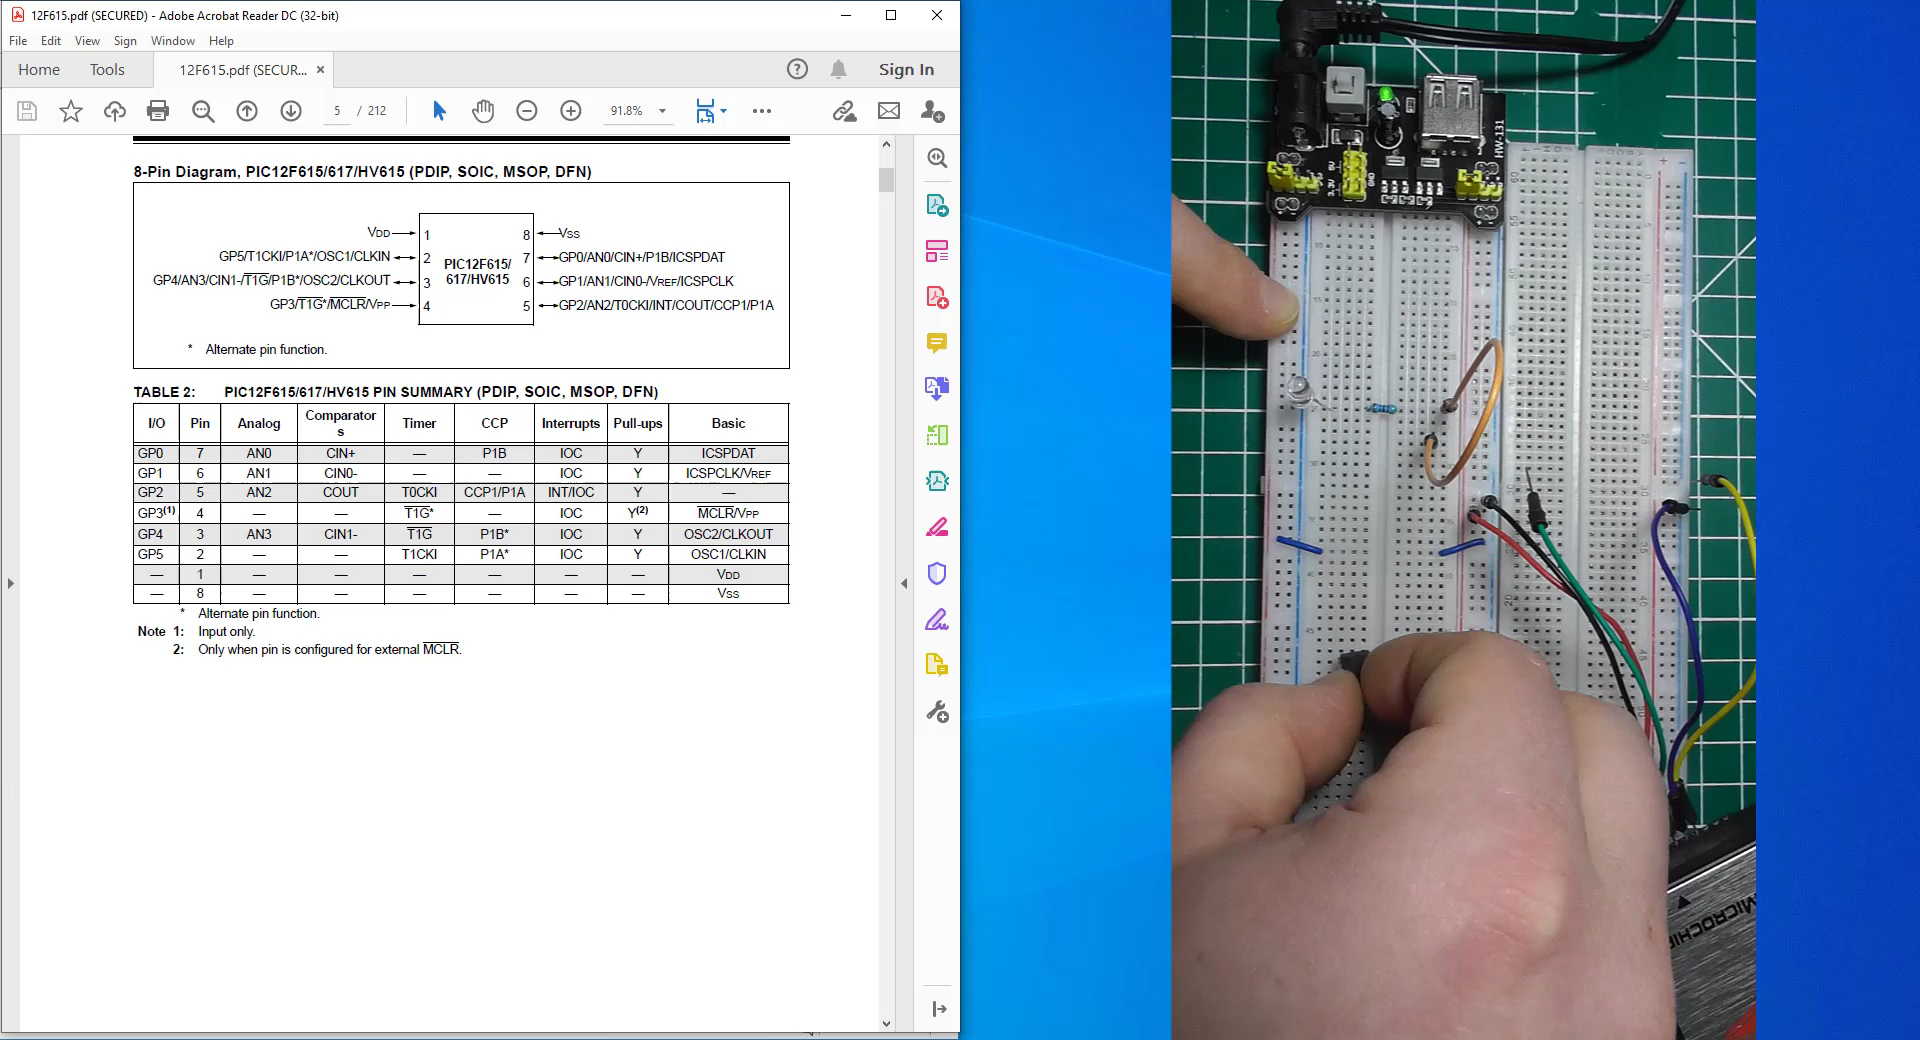 12F615.pdf (SECURED) - Adobe Acrobat Reader DC (32-bit)
File Edit View Sign Window Help
Home Tools 12F615.pdf (SECUR... × ? Sign In
5 / 212 91.8%
8-Pin Diagram, PIC12F615/617/HV615 (PDIP, SOIC, MSOP, DFN)
VDD 1 8 VSS
GP5/T1CKI/P1A*/OSC1/CLKIN 2 7 GP0/AN0/CIN+/P1B/ICSPDAT
PIC12F615/
617/HV615
GP4/AN3/CIN1-/T1G/P1B*/OSC2/CLKOUT 3 6 GP1/AN1/CIN0-/VREF/ICSPCLK
GP3/T1G*/MCLR/VPP 4 5 GP2/AN2/T0CKI/INT/COUT/CCP1/P1A
* Alternate pin function.
TABLE 2: PIC12F615/617/HV615 PIN SUMMARY (PDIP, SOIC, MSOP, DFN)
I/O Pin Analog Comparator
s Timer CCP Interrupts Pull-ups Basic
GP0 7 AN0 CIN+ — P1B IOC Y ICSPDAT
GP1 6 AN1 CIN0- — — IOC Y ICSPCLK/VREF
GP2 5 AN2 COUT T0CKI CCP1/P1A INT/IOC Y —
GP3(1) 4 — — T1G* — IOC Y(2) MCLR/VPP
GP4 3 AN3 CIN1- T1G P1B* IOC Y OSC2/CLKOUT
GP5 2 — — T1CKI P1A* IOC Y OSC1/CLKIN
— 1 — — — — — — VDD
— 8 — — — — — — VSS
* Alternate pin function.
Note 1: Input only.
2: Only when pin is configured for external MCLR.
HW-131
5V
3.3V
GND
MICROCHIP